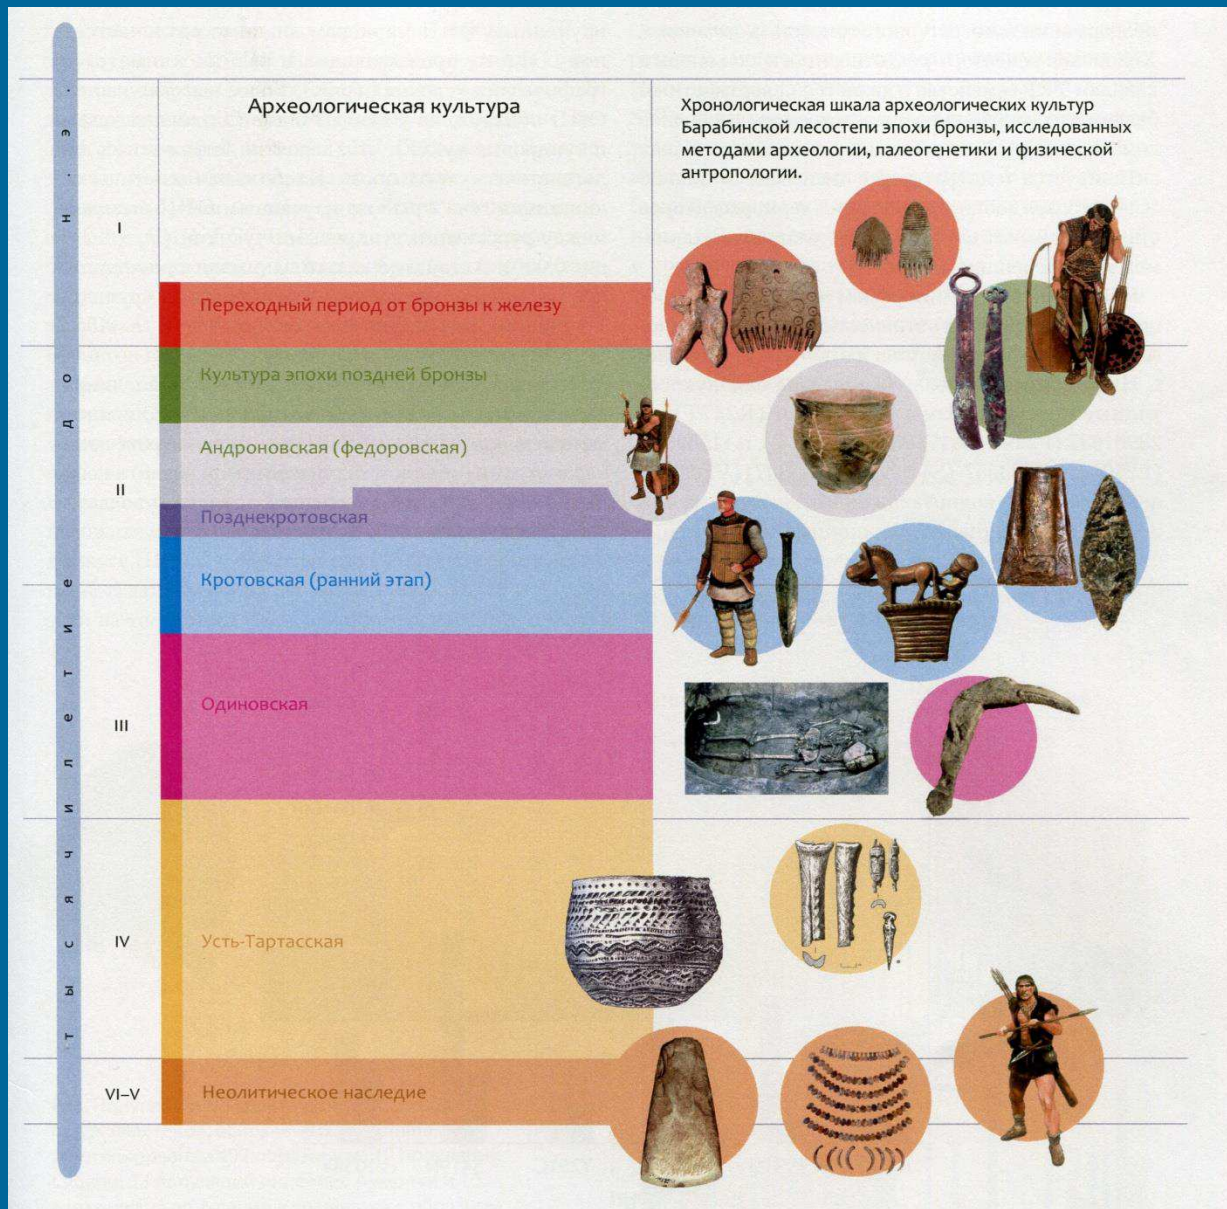 Археологическая культура
Хронологическая шкала археологических культур
Барабинской лесостепи эпохи бронзы, исследованных
методами археологии, палеогенетики и физической
антропологии.
тысячилетие до н.э.
I
Переходный период от бронзы к железу
Культура эпохи поздней бронзы
Андроновская (федоровская)
II
Позднекротовская
Кротовская (ранний этап)
Одиновская
III
IV
Усть-Тартасская
VI–V
Неолитическое наследие